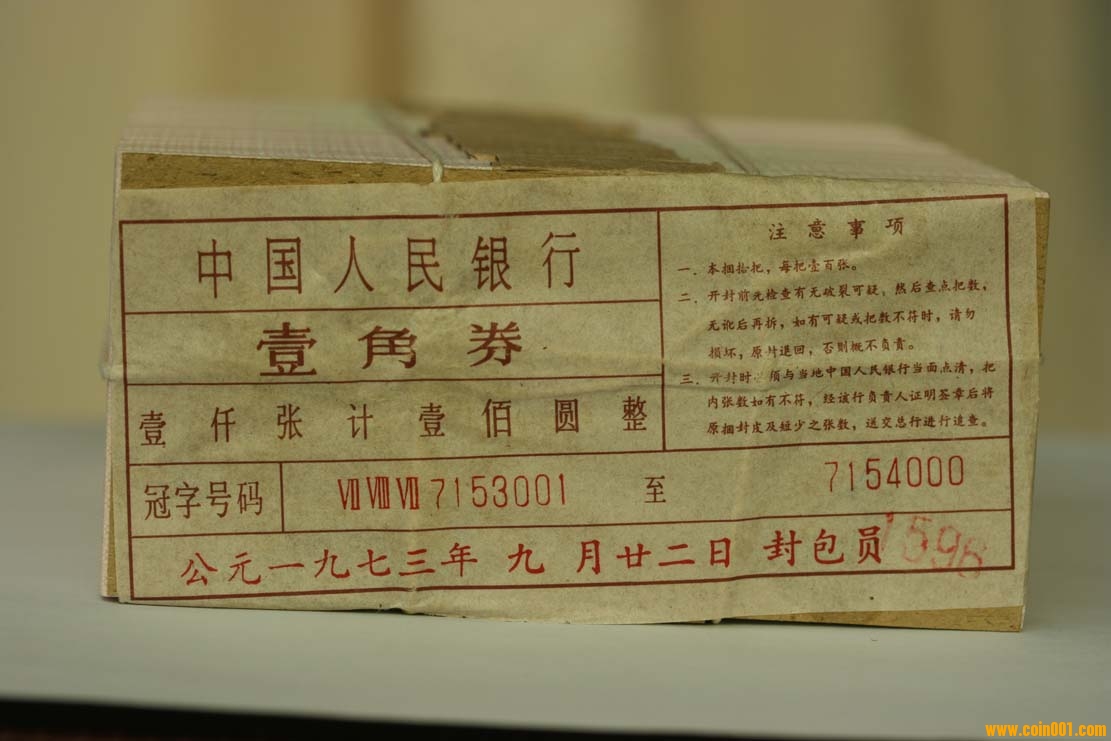 中国人民银行
壹角券
壹仟张计壹佰圆整
注意事项
一．本捆拾把，每把壹百张。
二．开封前先检查有无破裂可疑，然后查点把数，
无讹后再拆，如有可疑或把数不符时，请勿
损坏，原封退回，否则概不负责。
三．开封时必须与当地中国人民银行当面点清，把
内张数如有不符，经该行负责人证明签章后将
原捆封皮及短少之张数，送交总行进行追查。
冠字号码 ⅦⅧⅦ7153001 至 7154000
公元一九七三年九月廿二日 封包员 1596
www.coin001.com